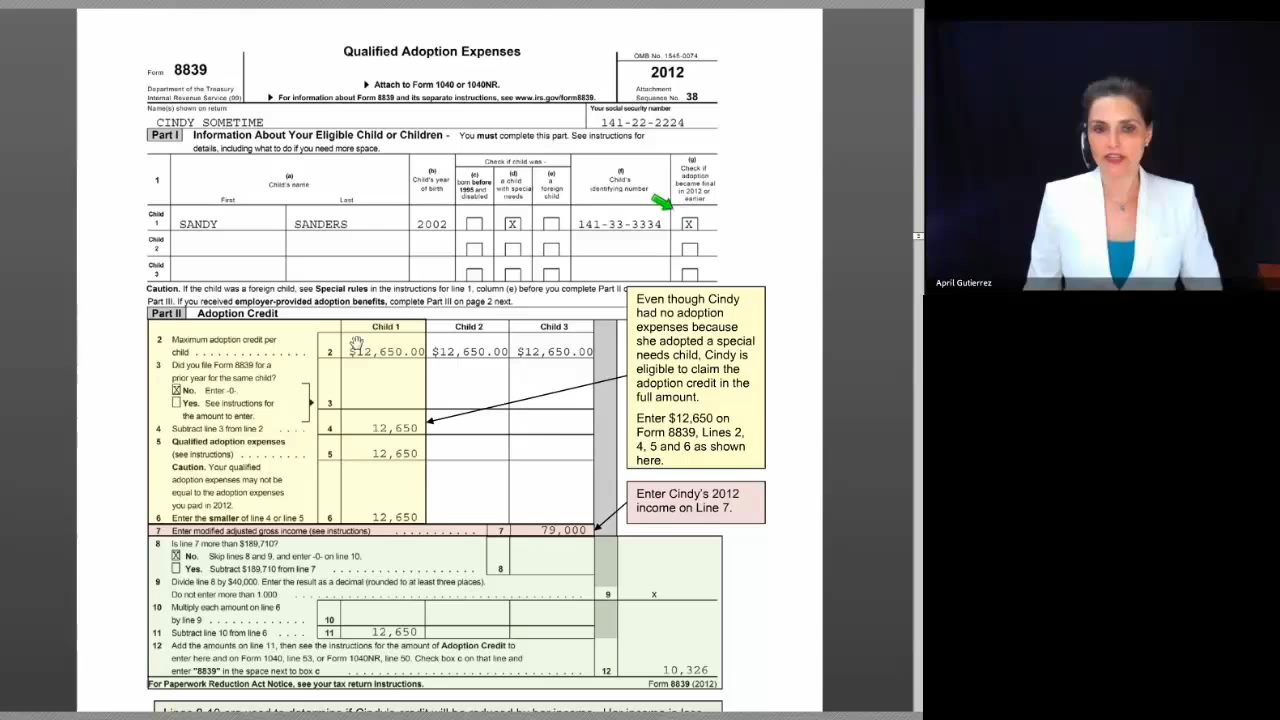 Qualified Adoption Expenses
OMB No. 1545-0074
Form 8839
2012
▶ Attach to Form 1040 or 1040NR.
Department of the Treasury
Internal Revenue Service (99)
▶ For information about Form 8839 and its separate instructions, see www.irs.gov/form8839.
Attachment
Sequence No. 38
Name(s) shown on return
Your social security number
CINDY SOMETIME
141-22-2224
Part I Information About Your Eligible Child or Children - You must complete this part. See instructions for
details, including what to do if you need more space.
1
(a)
Child's name
First
Last
(b)
Child's year
of birth
Check if child was -
(c)
born before
1995 and
disabled
(d)
a child
with special
needs
(e)
a
foreign
child
(f)
Child's
identifying number
(g)
Check if
adoption
became final
in 2012 or
earlier
Child
1
SANDY
SANDERS
2002
X
141-33-3334
X
Child
2
Child
3
Caution. If the child was a foreign child, see Special rules in the instructions for line 1, column (e) before you complete Part II
Part III. If you received employer-provided adoption benefits, complete Part III on page 2 next.
Part II Adoption Credit
Child 1 Child 2 Child 3
2 Maximum adoption credit per
child . . . . . . . . . . . . . . . 2 $12,650.00 $12,650.00 $12,650.00
3 Did you file Form 8839 for a
prior year for the same child?
X No. Enter -0-.
Yes. See instructions for
the amount to enter.
3
4 Subtract line 3 from line 2 . . . . 4 12,650
5 Qualified adoption expenses
(see instructions) . . . . . . . . . 5 12,650
Caution. Your qualified
adoption expenses may not be
equal to the adoption expenses
you paid in 2012.
6 Enter the smaller of line 4 or line 5 6 12,650
7 Enter modified adjusted gross income (see instructions) . . . . . . . . . . . 7 79,000
8 Is line 7 more than $189,710?
X No. Skip lines 8 and 9, and enter -0- on line 10.
Yes. Subtract $189,710 from line 7 . . . . . . . . . . . . . . . . . . . 8
9 Divide line 8 by $40,000. Enter the result as a decimal (rounded to at least three places).
Do not enter more than 1.000 . . . . . . . . . . . . . . . . . . . . . . . . . . . . 9 X
10 Multiply each amount on line 6
by line 9 . . . . . . . . . . . . . 10
11 Subtract line 10 from line 6 . . . . 11 12,650
12 Add the amounts on line 11, then see the instructions for the amount of Adoption Credit to
enter here and on Form 1040, line 53, or Form 1040NR, line 50. Check box c on that line and
enter "8839" in the space next to box c . . . . . . . . . . . . . . . . . . . . . . . 12 10,326
For Paperwork Reduction Act Notice, see your tax return instructions.
Form 8839 (2012)
Even though Cindy
had no adoption
expenses because
she adopted a special
needs child, Cindy is
eligible to claim the
adoption credit in the
full amount.
Enter $12,650 on
Form 8839, Lines 2,
4, 5 and 6 as shown
here.
Enter Cindy's 2012
income on Line 7.
April Gutierrez